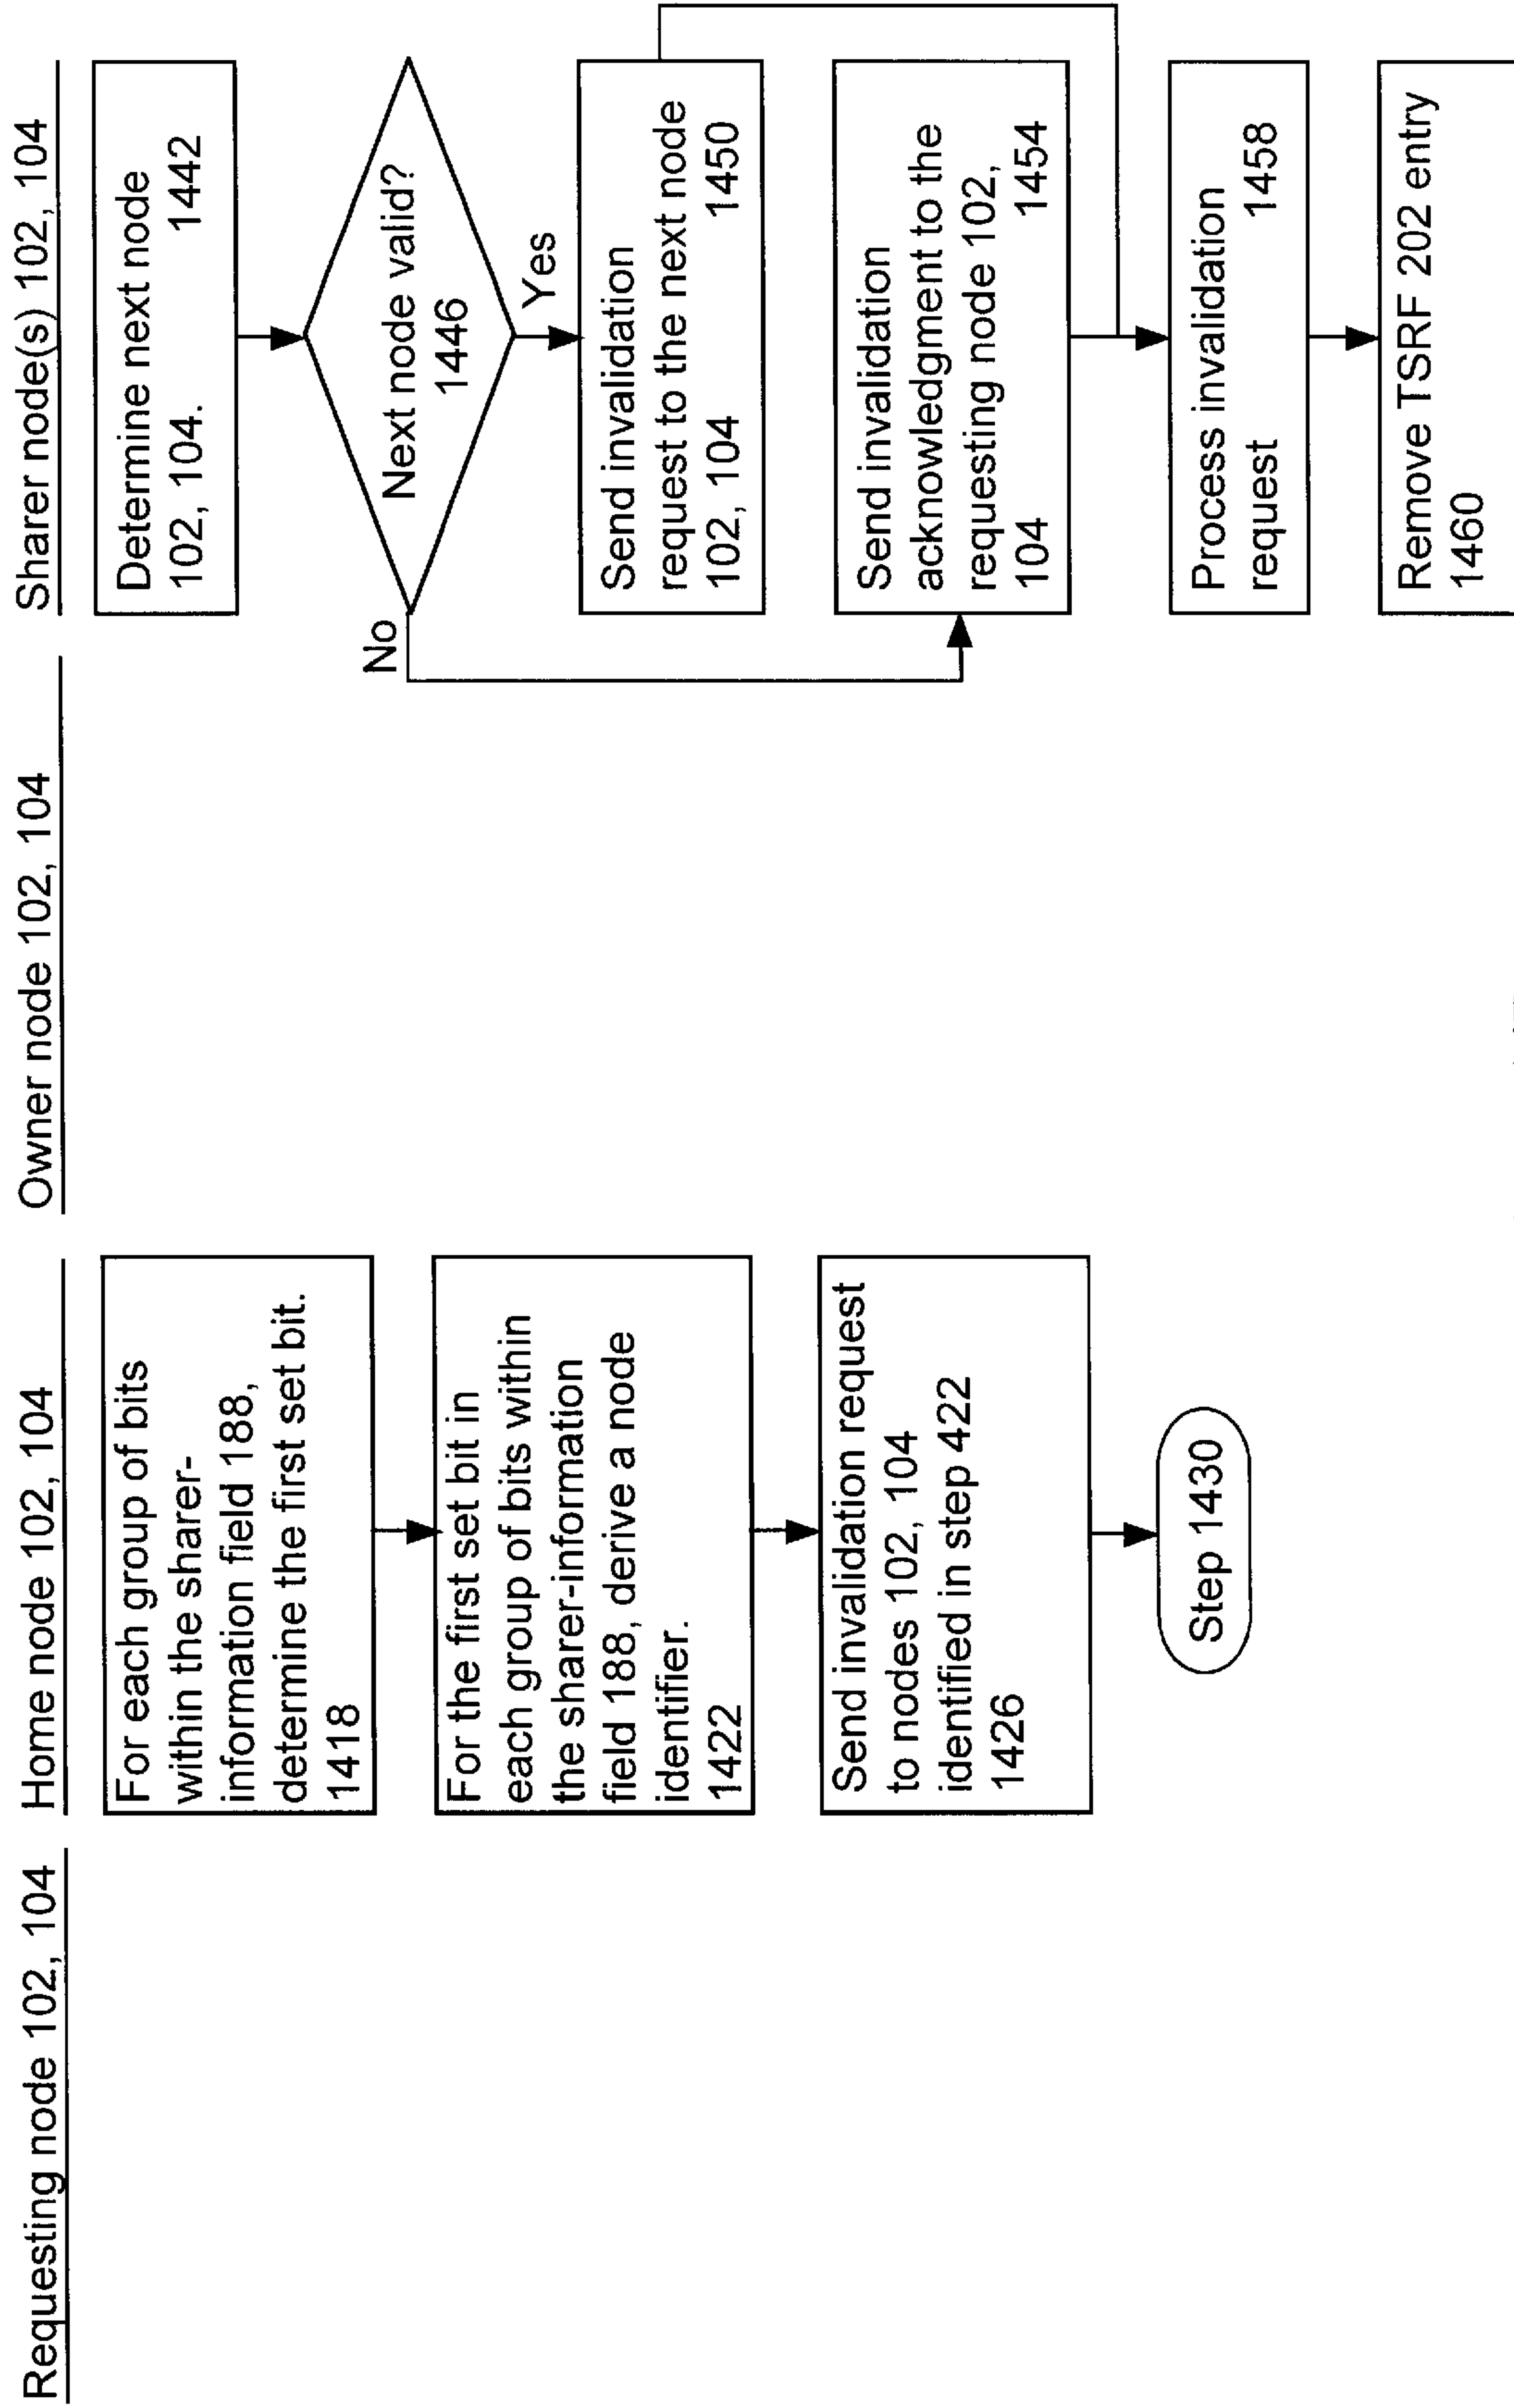 Requesting node 102, 104
Home node 102, 104
Owner node 102, 104
Sharer node(s) 102, 104
For each group of bits
within the sharer-
information field 188,
determine the first set bit.
1418
For the first set bit in
each group of bits within
the sharer-information
field 188, derive a node
identifier.
1422
Send invalidation request
to nodes 102, 104
identified in step 422
1426
Step 1430
Determine next node
102, 104. 1442
Next node valid?
1446
No
Yes
Send invalidation
request to the next node
102, 104 1450
Send invalidation
acknowledgment to the
requesting node 102,
104 1454
Process invalidation
request 1458
Remove TSRF 202 entry
1460